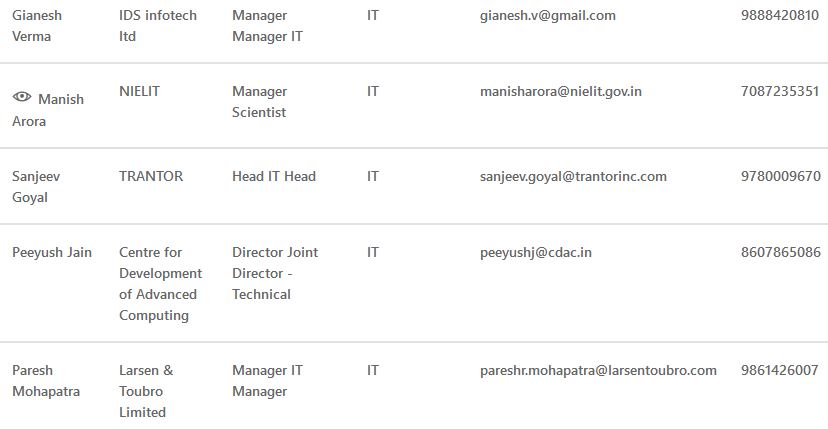 Gianesh Verma IDS infotech ltd Manager Manager IT IT gianesh.v@gmail.com 9888420810
Manish Arora NIELIT Manager Scientist IT manisharora@nielit.gov.in 7087235351
Sanjeev Goyal TRANTOR Head IT Head IT sanjeev.goyal@trantorinc.com 9780009670
Peeyush Jain Centre for Development of Advanced Computing Director Joint Director - Technical IT peeyushj@cdac.in 8607865086
Paresh Mohapatra Larsen & Toubro Limited Manager IT Manager IT pareshr.mohapatra@larsentoubro.com 9861426007